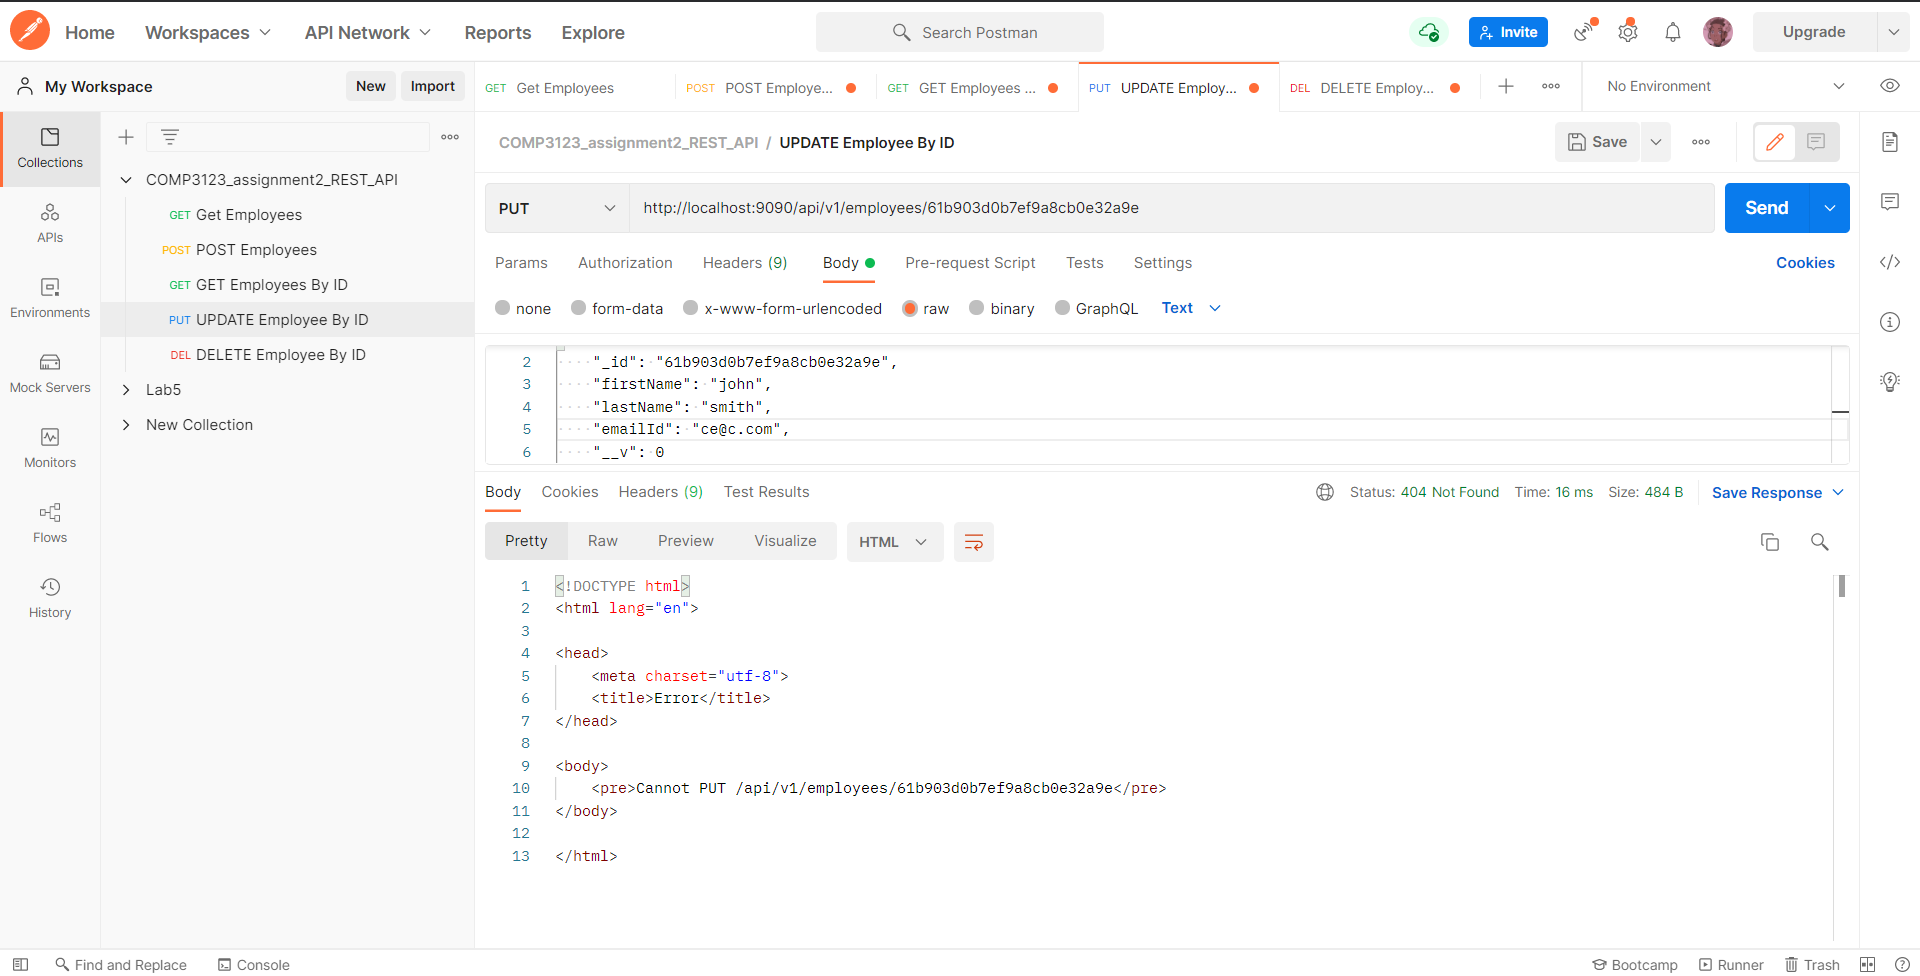 Home Workspaces API Network Reports Explore Search Postman Invite Upgrade
My Workspace New Import
GET Get Employees POST POST Employe... GET GET Employees ... PUT UPDATE Employ... DEL DELETE Employ... No Environment
Collections
APIs
Environments
Mock Servers
Monitors
Flows
History
COMP3123_assignment2_REST_API
GET Get Employees
POST POST Employees
GET GET Employees By ID
PUT UPDATE Employee By ID
DEL DELETE Employee By ID
Lab5
New Collection
COMP3123_assignment2_REST_API / UPDATE Employee By ID Save
PUT http://localhost:9090/api/v1/employees/61b903d0b7ef9a8cb0e32a9e Send
Params Authorization Headers (9) Body Pre-request Script Tests Settings Cookies
none form-data x-www-form-urlencoded raw binary GraphQL Text
2 "_id": "61b903d0b7ef9a8cb0e32a9e",
3 "firstName": "john",
4 "lastName": "smith",
5 "emailId": "ce@c.com",
6 "__v": 0
Body Cookies Headers (9) Test Results Status: 404 Not Found Time: 16 ms Size: 484 B Save Response
Pretty Raw Preview Visualize HTML
1 <!DOCTYPE html>
2 <html lang="en">
3
4 <head>
5 <meta charset="utf-8">
6 <title>Error</title>
7 </head>
8
9 <body>
10 <pre>Cannot PUT /api/v1/employees/61b903d0b7ef9a8cb0e32a9e</pre>
11 </body>
12
13 </html>
Find and Replace Console Bootcamp Runner Trash